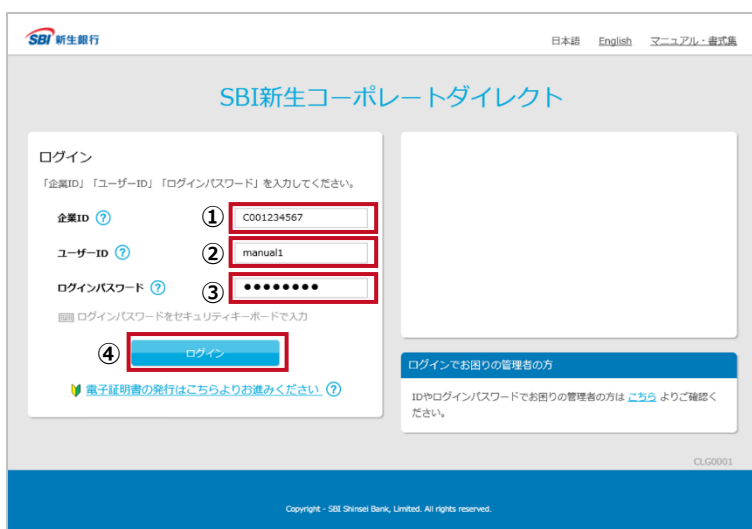 SBI 新生銀行
日本語 English マニュアル・書式集
SBI新生コーポレートダイレクト
ログイン
「企業ID」「ユーザーID」「ログインパスワード」を入力してください。
企業ID ? ① C001234567
ユーザーID ? ② manual1
ログインパスワード ? ③ ●●●●●●●●
ログインパスワードをセキュリティキーボードで入力
④ ログイン
電子証明書の発行はこちらよりお進みください ?
ログインでお困りの管理者の方
IDやログインパスワードでお困りの管理者の方は こちら よりご確認く
ださい。
CLG0001
Copyright - SBI Shinsei Bank, Limited. All rights reserved.